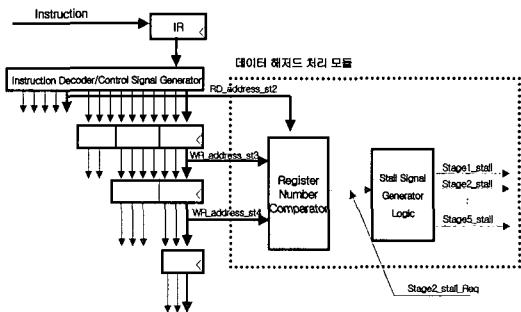 Instruction
IR
데이터 해저드 처리 모듈
Instruction Decoder/Control Signal Generator
RD_address_st2
WR_address_st3
WR_address_st4
Register
Number
Comparator
Stall Signal
Generator
Logic
Stage1_stall
Stage2_stall
:
Stage5_stall
Stage2_stall_Req